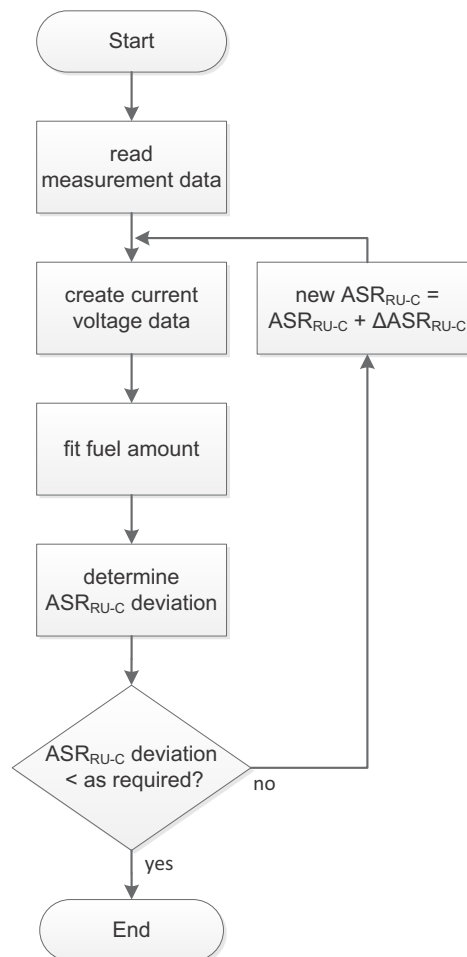 Start
read
measurement data
create current
voltage data
new ASRRU-C =
ASRRU-C + ΔASRRU-C
fit fuel amount
determine
ASRRU-C deviation
ASRRU-C deviation
< as required?
no
yes
End